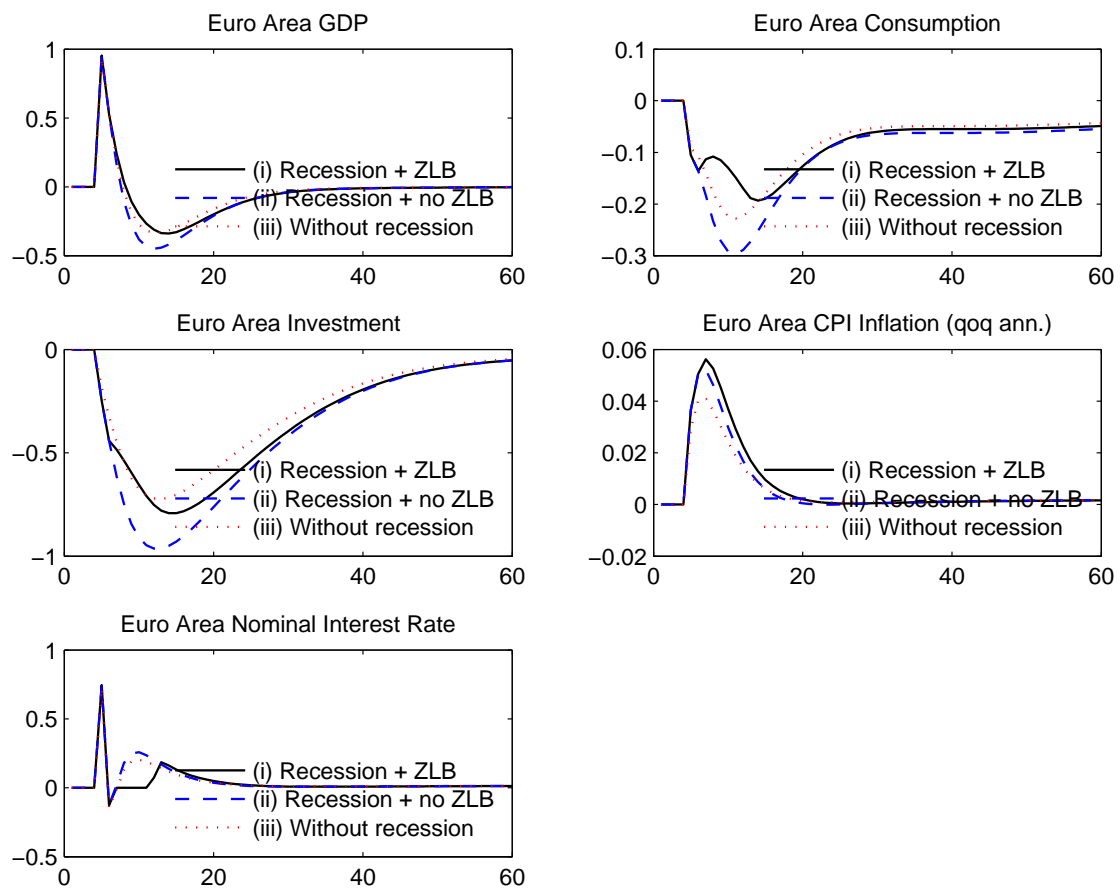 Euro Area GDP
1
0.5
0
−0.5
0
20
40
60
(i) Recession + ZLB
(ii) Recession + no ZLB
(iii) Without recession
Euro Area Consumption
0.1
0
−0.1
−0.2
−0.3
0
20
40
60
(i) Recession + ZLB
(ii) Recession + no ZLB
(iii) Without recession
Euro Area Investment
0
−0.5
−1
0
20
40
60
(i) Recession + ZLB
(ii) Recession + no ZLB
(iii) Without recession
Euro Area CPI Inflation (qoq ann.)
0.06
0.04
0.02
0
−0.02
0
20
40
60
(i) Recession + ZLB
(ii) Recession + no ZLB
(iii) Without recession
Euro Area Nominal Interest Rate
1
0.5
0
−0.5
0
20
40
60
(i) Recession + ZLB
(ii) Recession + no ZLB
(iii) Without recession